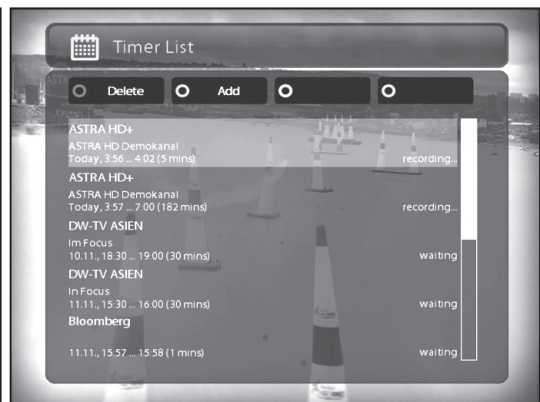 Timer List
Delete Add
ASTRA HD+
ASTRA HD Demokanal
Today, 3:56 ... 4:02 (5 mins) recording...
ASTRA HD+
ASTRA HD Demokanal
Today, 3:57 ... 7:00 (182 mins) recording...
DW-TV ASIEN
Im Focus
10.11., 18:30 ... 19:00 (30 mins) waiting
DW-TV ASIEN
In Focus
11.11., 15:30 ... 16:00 (30 mins) waiting
Bloomberg
11.11., 15:57 ... 15:58 (1 mins) waiting